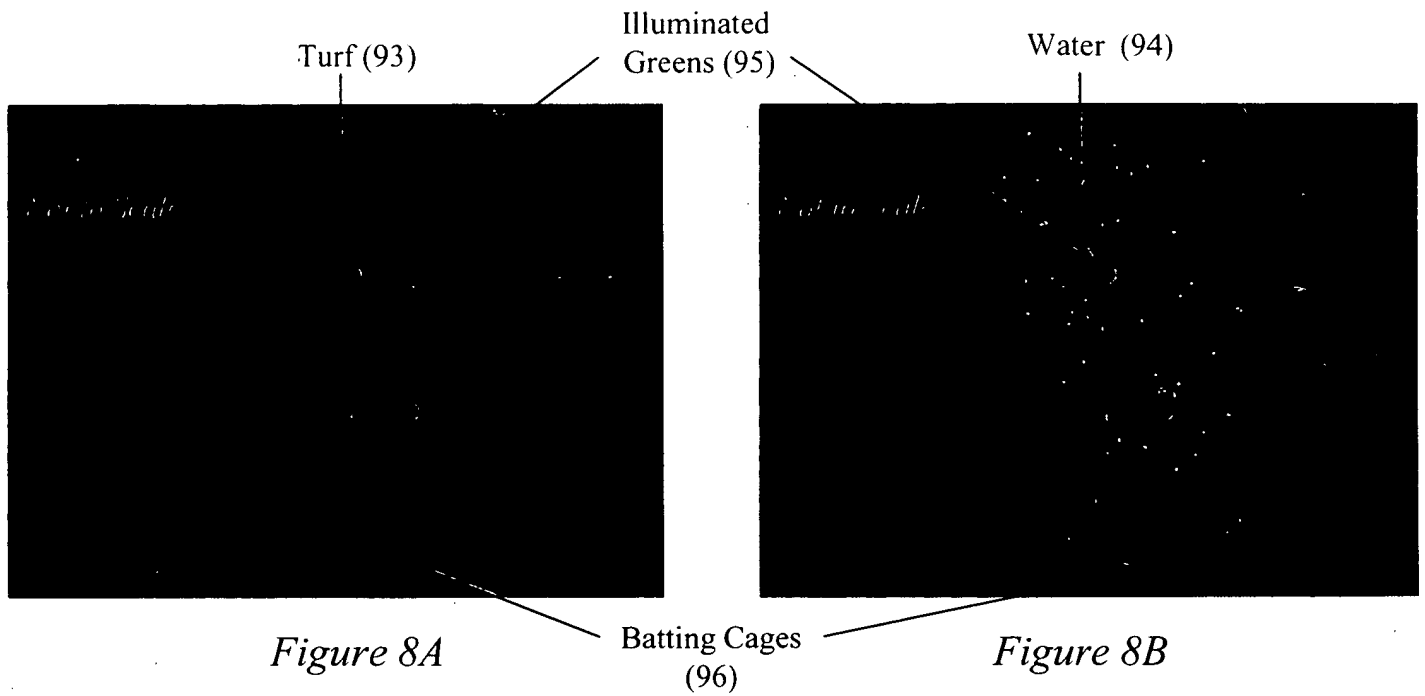 Illuminated
Greens (95)
Turf (93)
Water (94)
Batting Cages
(96)
Figure 8A
Figure 8B